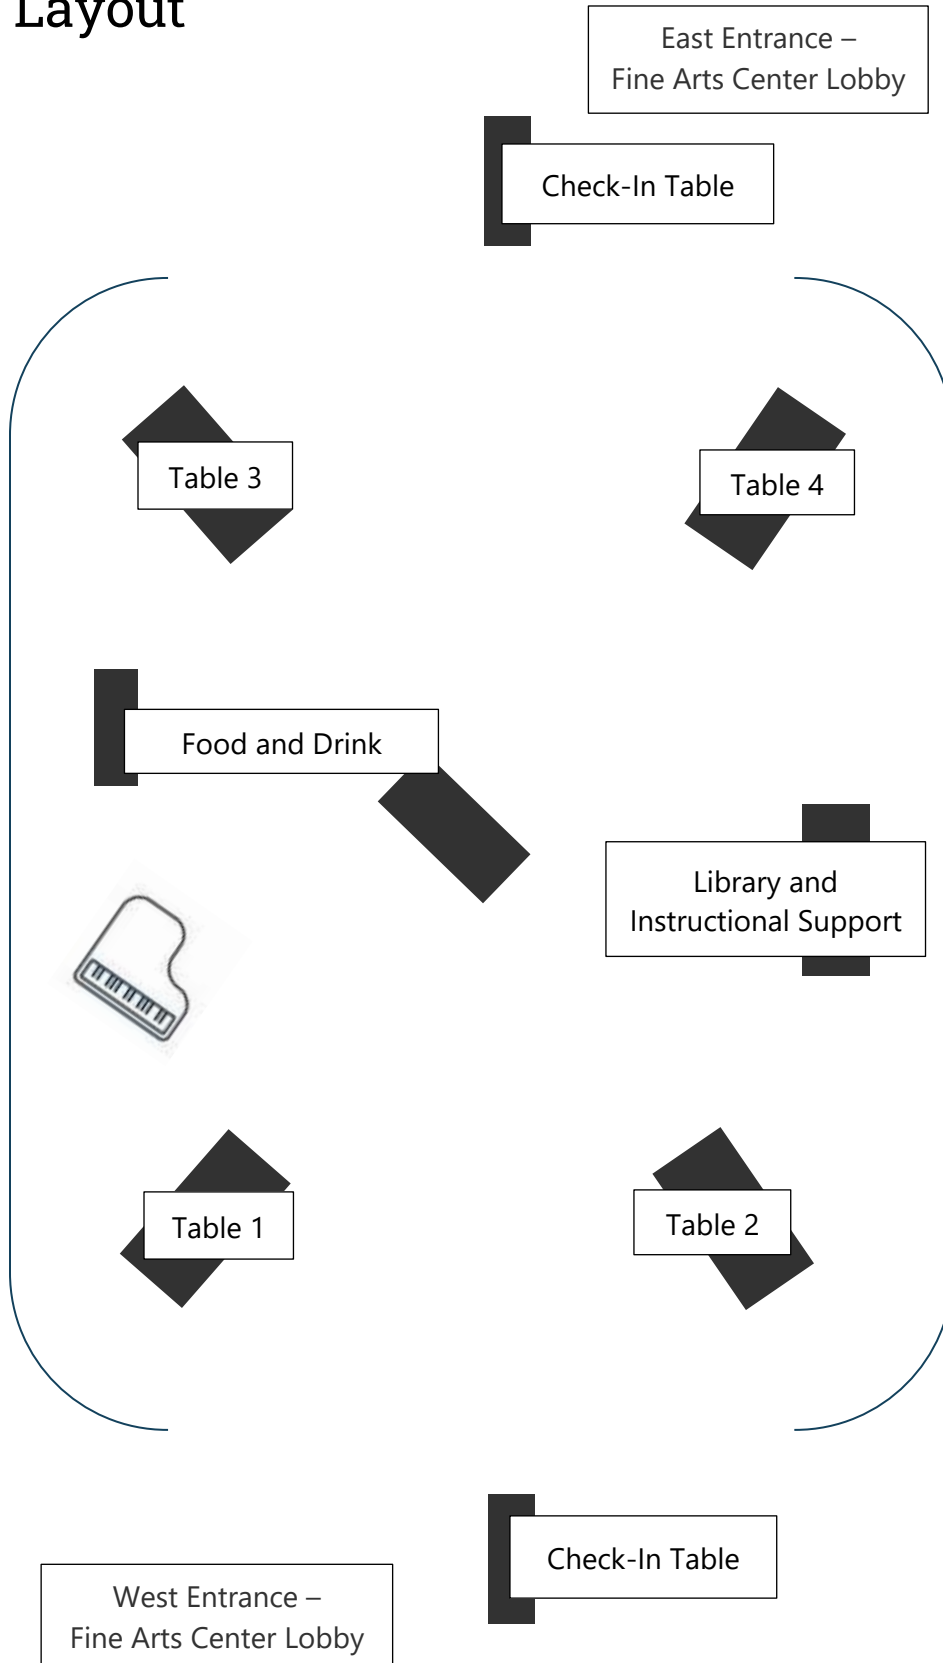 Layout
East Entrance –
Fine Arts Center Lobby
Check-In Table
Table 3
Table 4
Food and Drink
Library and
Instructional Support
Table 1
Table 2
Check-In Table
West Entrance –
Fine Arts Center Lobby